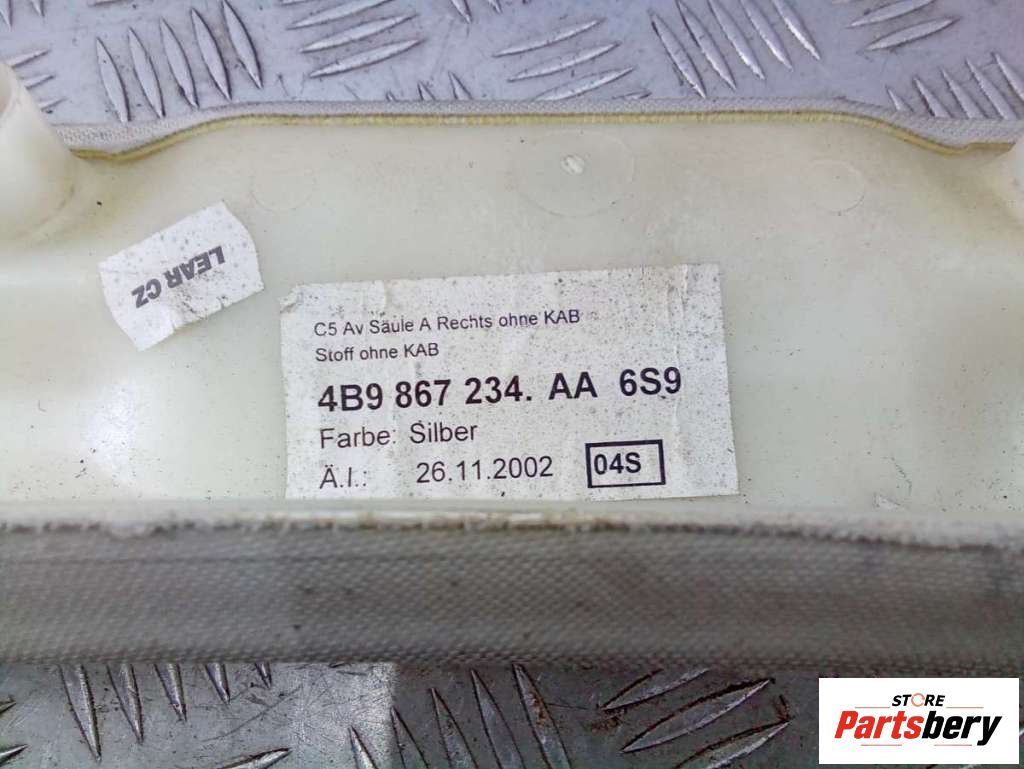 LEAR CZ
C5 Av Säule A Rechts ohne KAB
Stoff ohne KAB
4B9 867 234. AA 6S9
Farbe: Silber
Ä.I.: 26.11.2002 04S
STORE
Partsbery